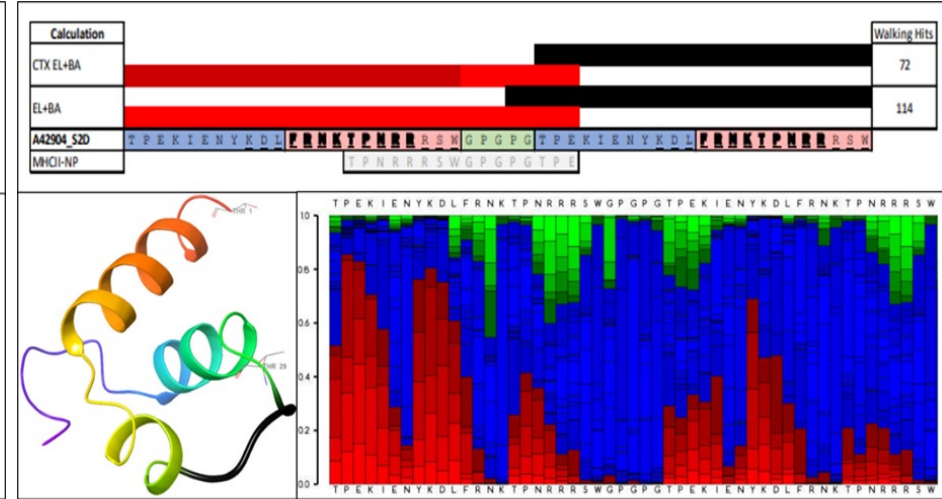 Calculation
Walking Hits
CTX EL+BA
72
EL+BA
114
A42904_S2D T P E K I E N Y K D L F R N K T P N R R R S W G P G P G T P E K I E N Y K D L F R N K T P N R R R S W
MHCII-NP T P N R R R S W G P G P G T P E
THR 1
THR 29
T P E K I E N Y K D L F R N K T P N R R R S W G P G P G T P E K I E N Y K D L F R N K T P N R R R S W
1.0
0.8
0.6
0.4
0.2
0.0
T P E K I E N Y K D L F R N K T P N R R R S W G P G P G T P E K I E N Y K D L F R N K T P N R R R S W